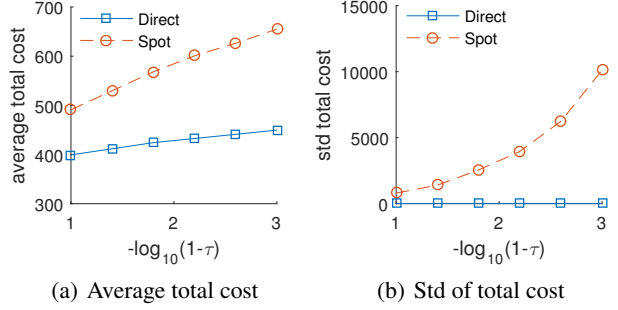 700
600
500
400
300
average total cost
Direct
Spot
1
2
3
-log10(1-τ)
(a) Average total cost
15000
10000
5000
0
std total cost
Direct
Spot
1
2
3
-log10(1-τ)
(b) Std of total cost